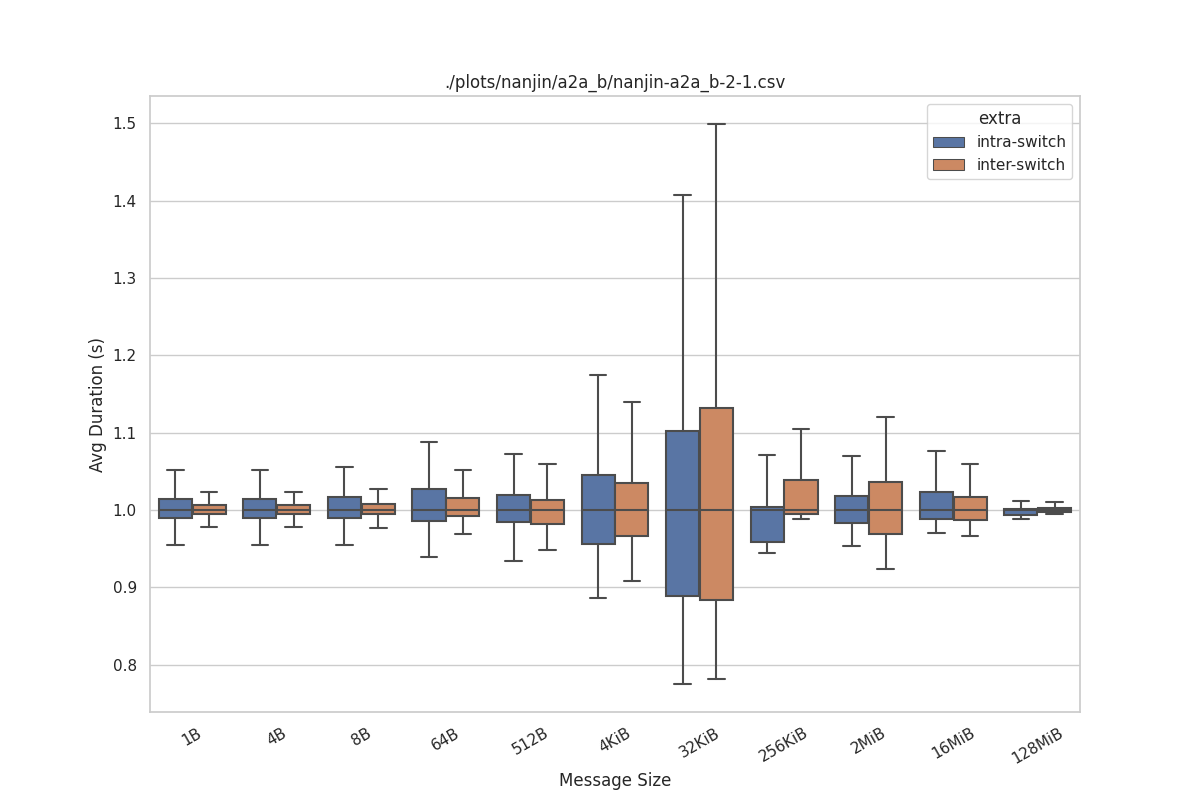 ./plots/nanjin/a2a_b/nanjin-a2a_b-2-1.csv
extra
intra-switch
inter-switch
Avg Duration (s)
1.5
1.4
1.3
1.2
1.1
1.0
0.9
0.8
1B 4B 8B 64B 512B 4KiB 32KiB 256KiB 2MiB 16MiB 128MiB
Message Size